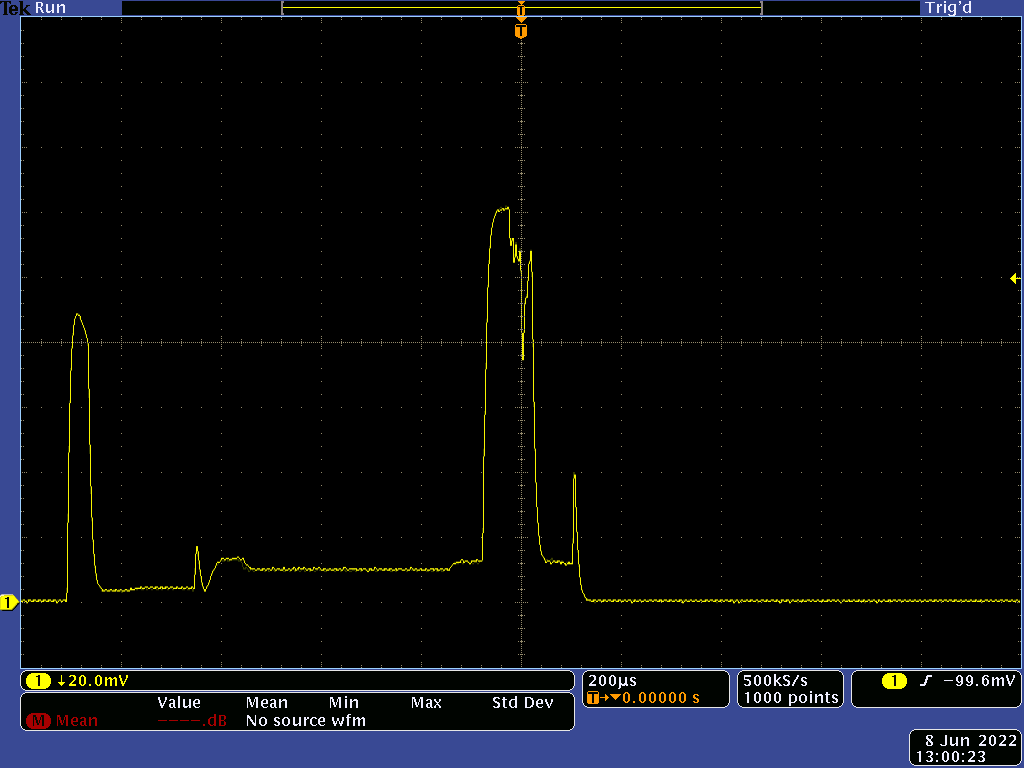 Tek Run Trig'd
T
T
1
1 ↓20.0mV
200µs
T→▼0.00000 s
500kS/s
1000 points
1 ∫ −99.6mV
Value Mean Min Max Std Dev
M Mean ----.dB No source wfm
8 Jun 2022
13:00:23